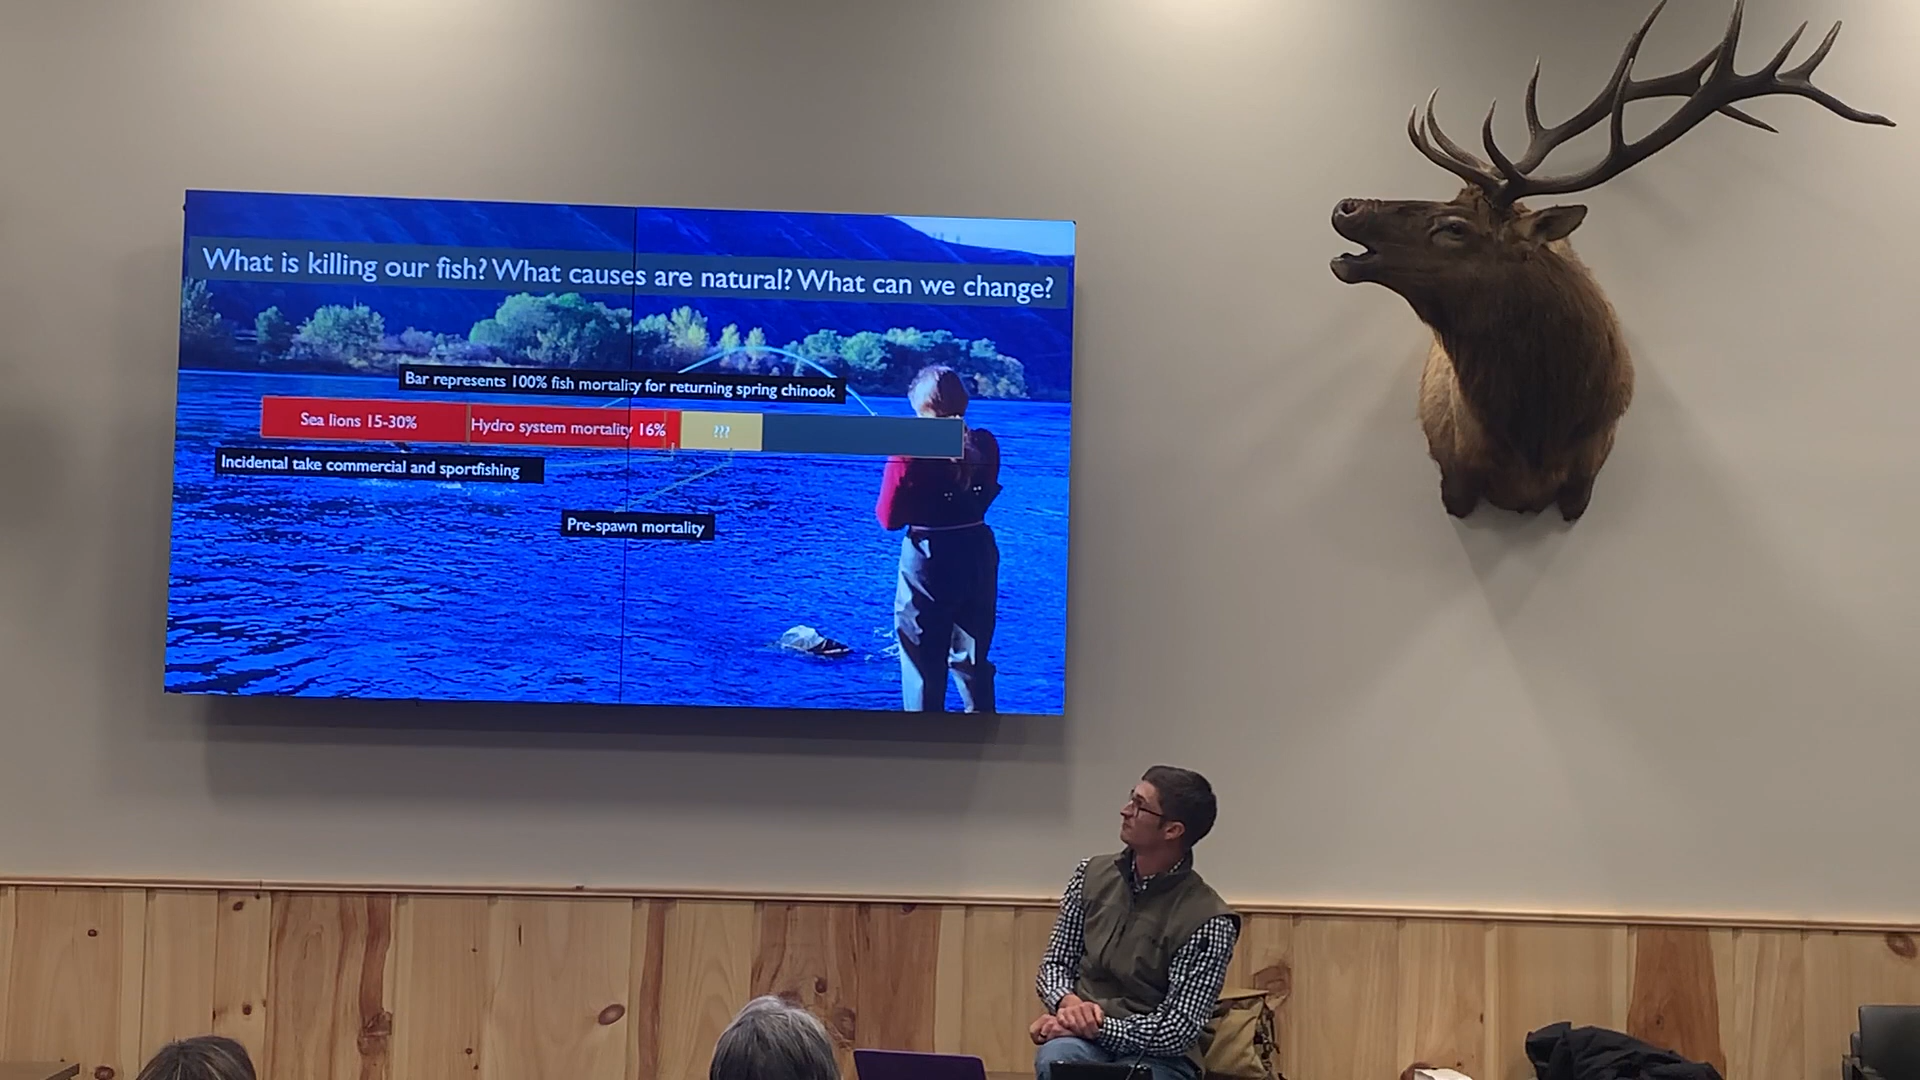 What is killing our fish? What causes are natural? What can we change?
Bar represents 100% fish mortality for returning spring chinook
Sea lions 15-30%
Hydro system mortality 16%
???
Incidental take commercial and sportfishing
Pre-spawn mortality